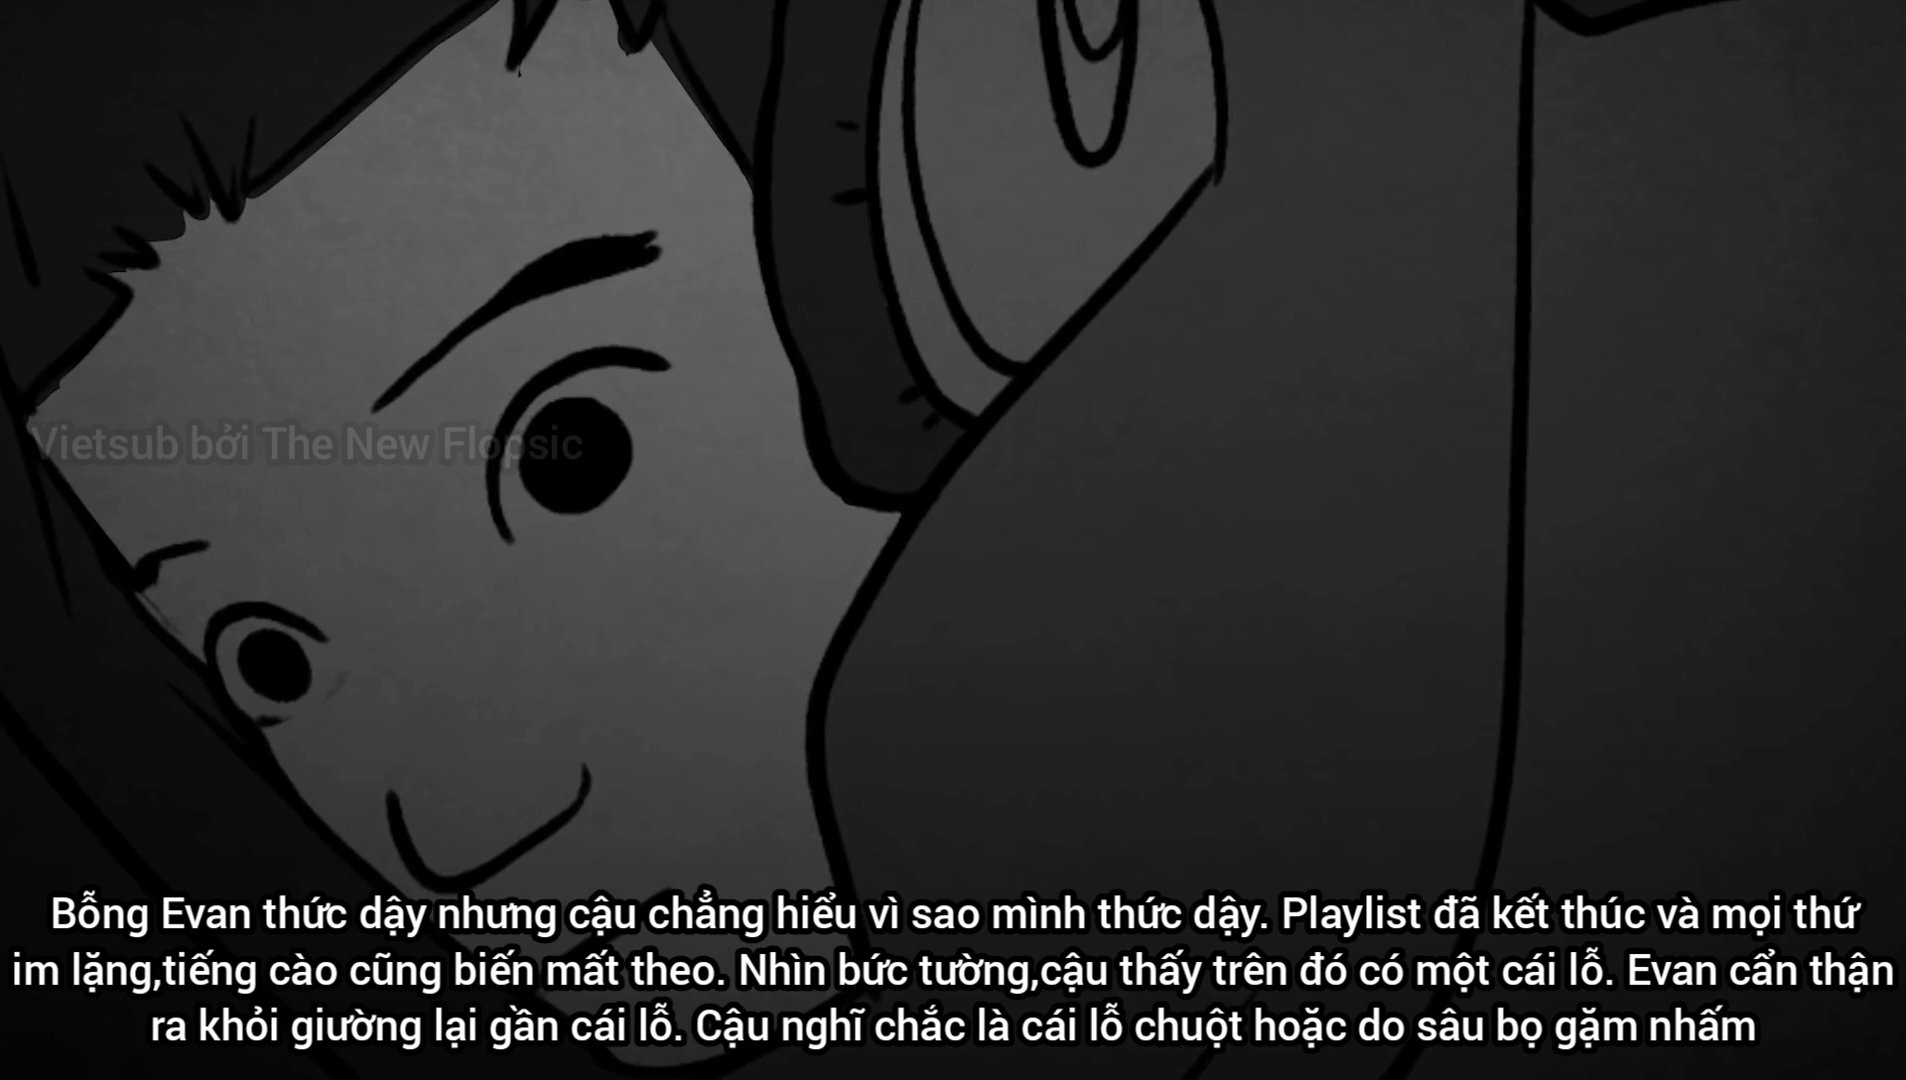 Vietsub bởi The New Flopsic
Bỗng Evan thức dậy nhưng cậu chẳng hiểu vì sao mình thức dậy. Playlist đã kết thúc và mọi thứ
im lặng,tiếng cào cũng biến mất theo. Nhìn bức tường,cậu thấy trên đó có một cái lỗ. Evan cẩn thận
ra khỏi giường lại gần cái lỗ. Cậu nghĩ chắc là cái lỗ chuột hoặc do sâu bọ gặm nhấm